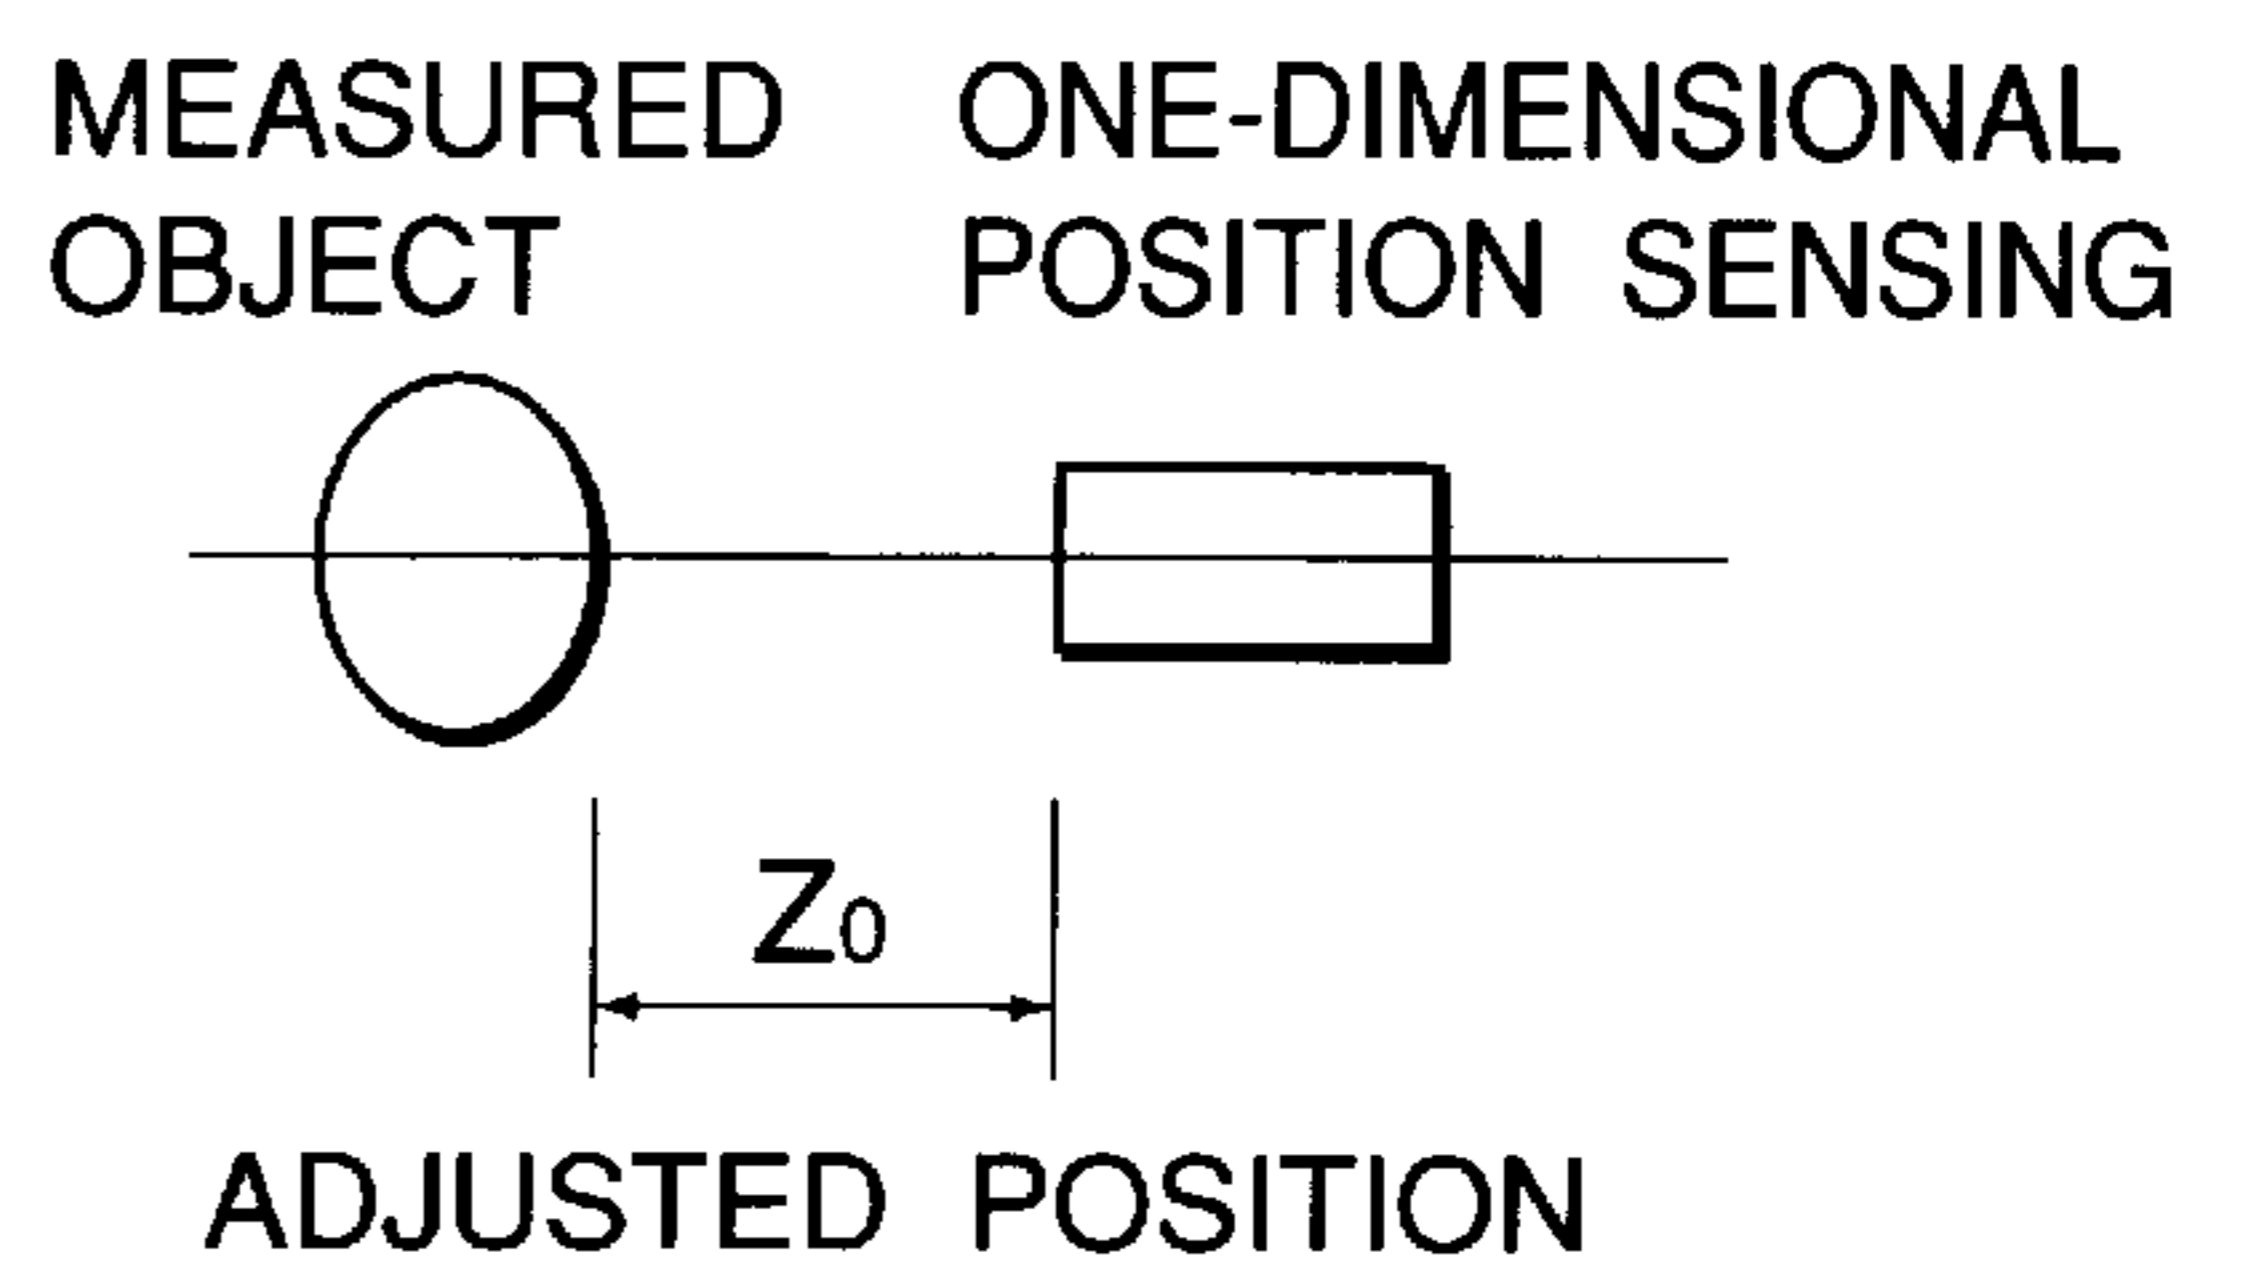 MEASURED
OBJECT
ONE-DIMENSIONAL
POSITION SENSING
Z0
ADJUSTED POSITION